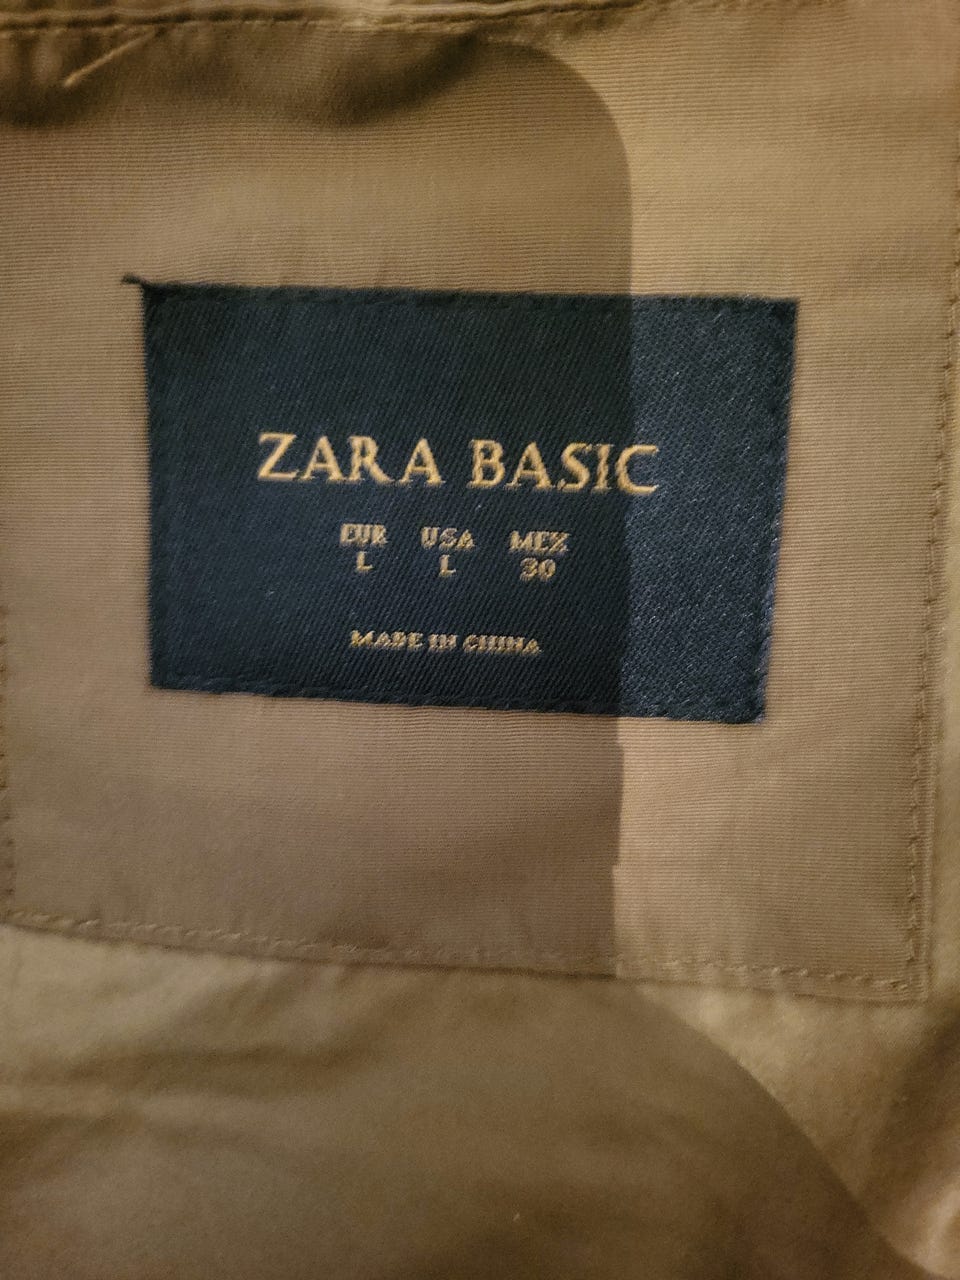 ZARA BASIC
EUR USA MEX
L L 30
MADE IN CHINA